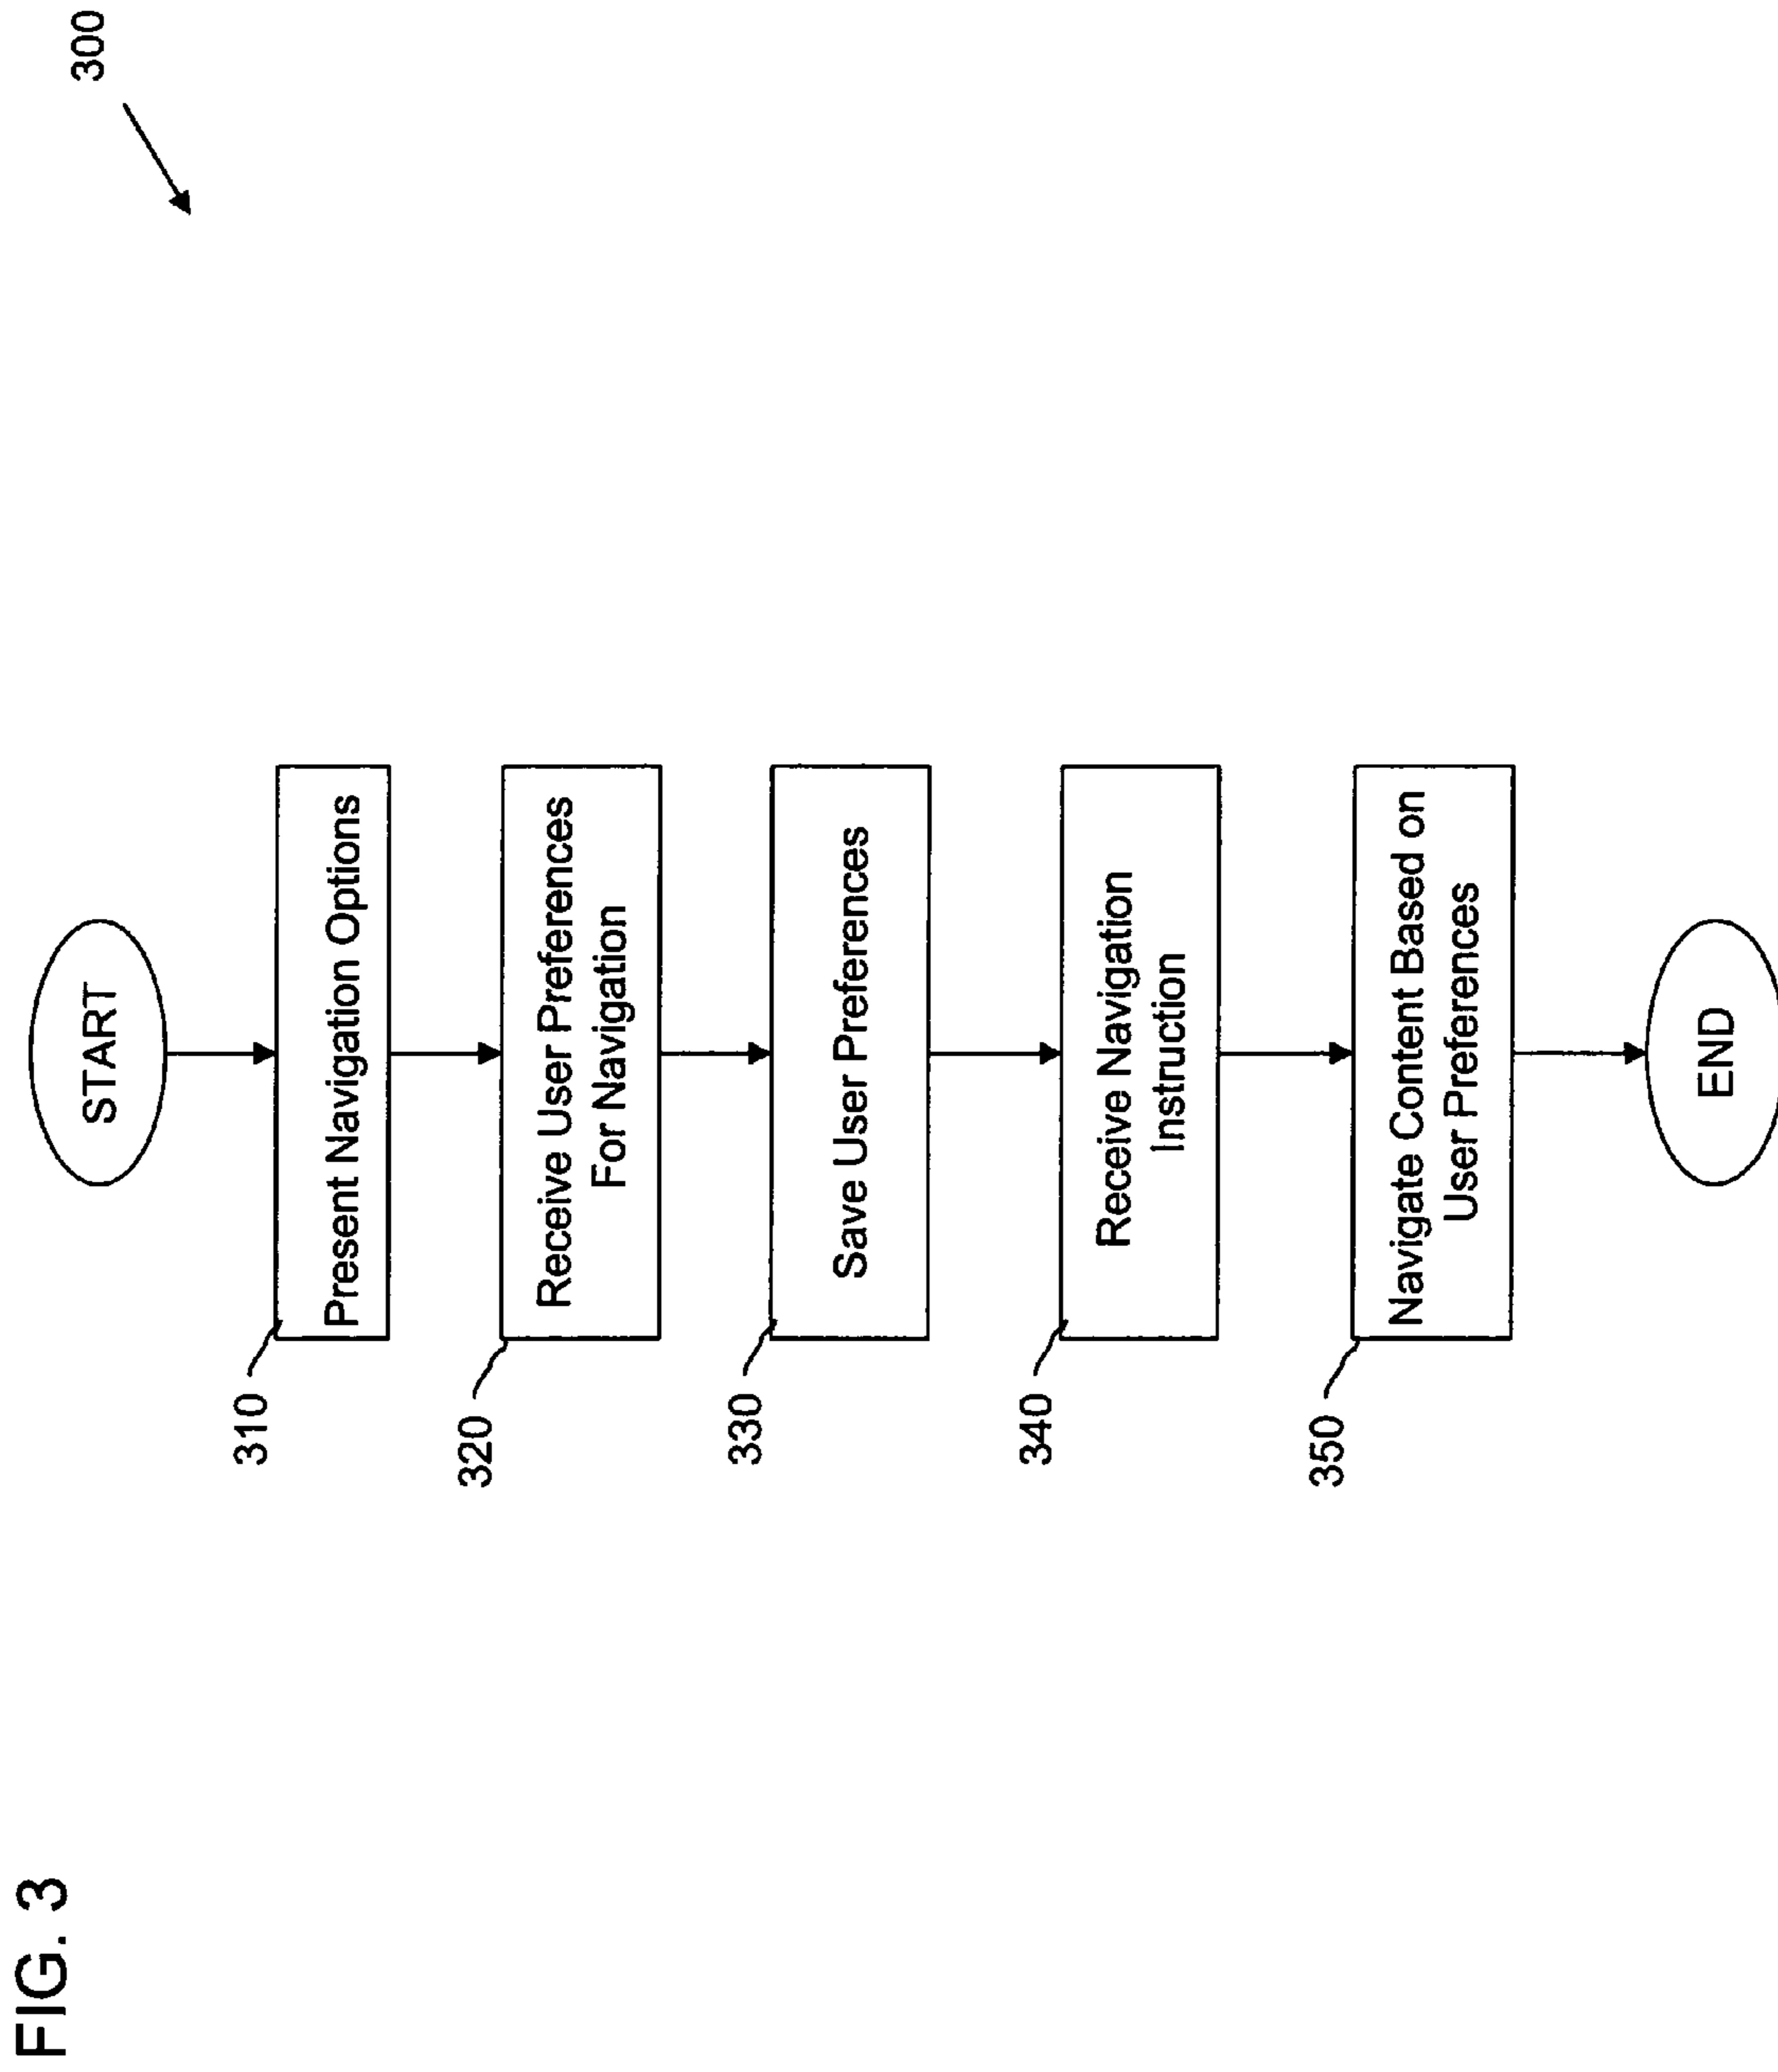 FIG. 3
300
START
310
Present Navigation Options
320
Receive User Preferences
For Navigation
330
Save User Preferences
340
Receive Navigation
Instruction
350
Navigate Content Based on
User Preferences
END